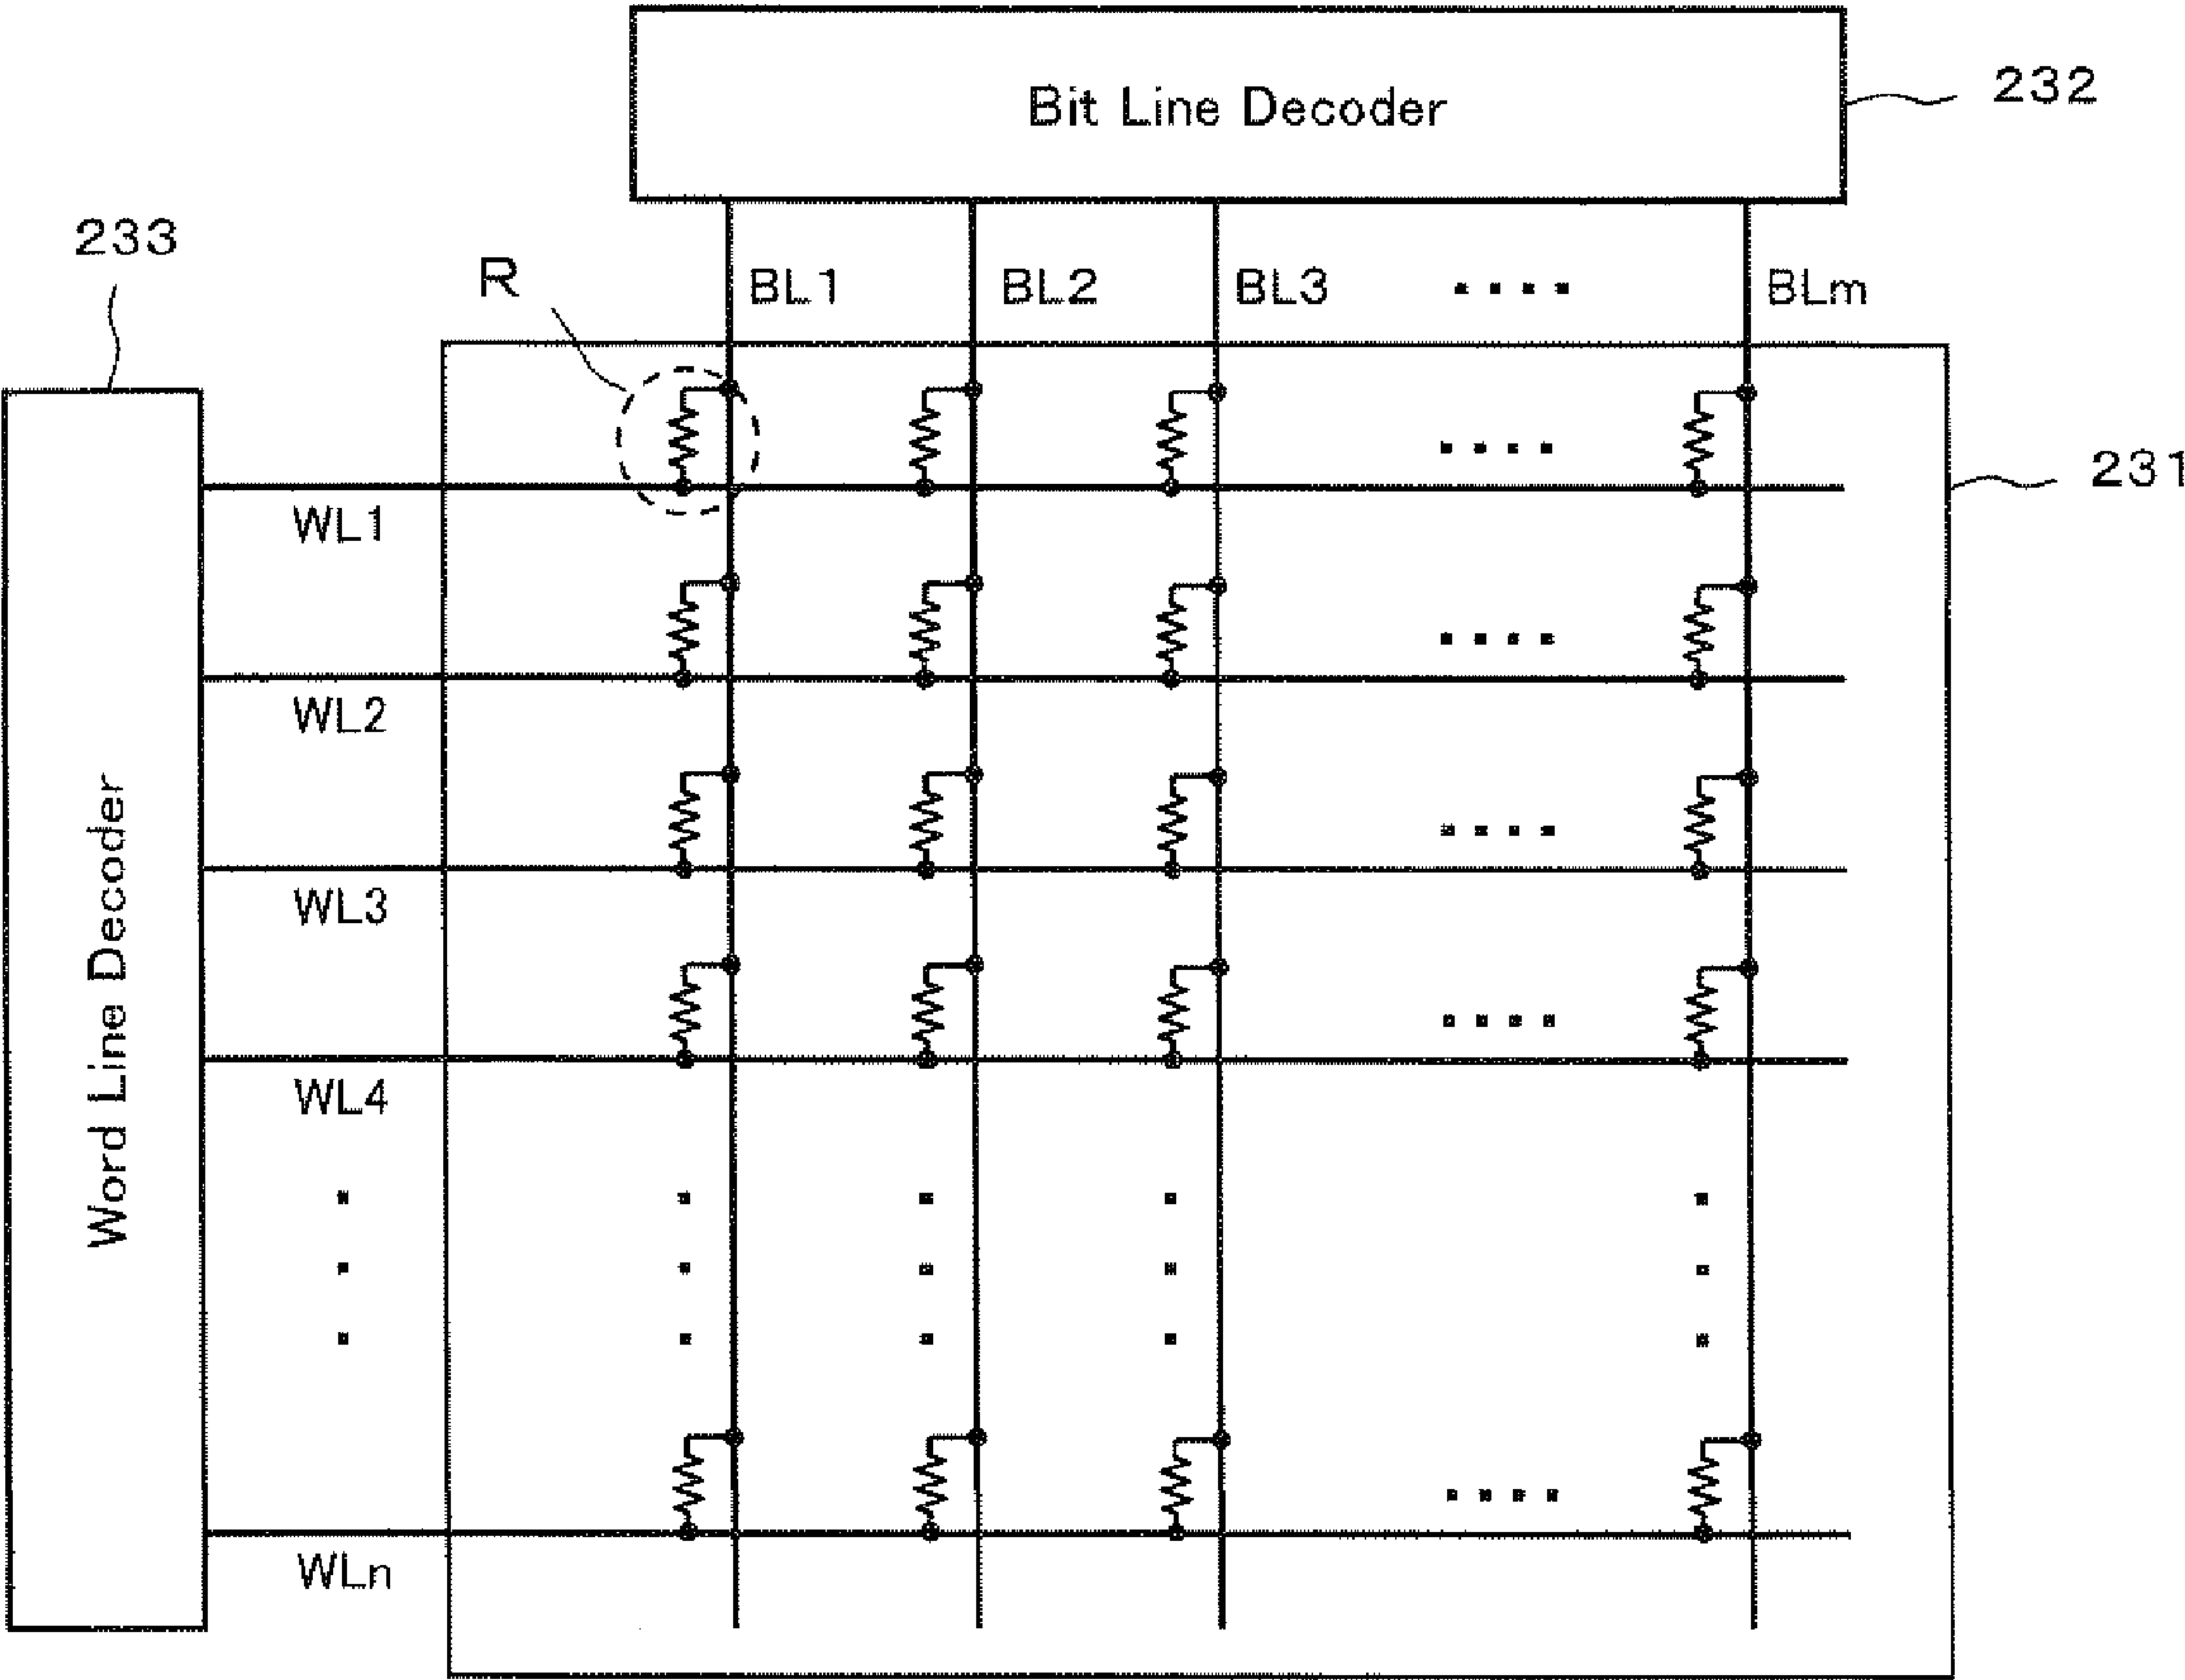 Bit Line Decoder
232
233
R
BL1 BL2 BL3 .... BLm
231
WL1
WL2
WL3
WL4
WLn
Word Line Decoder